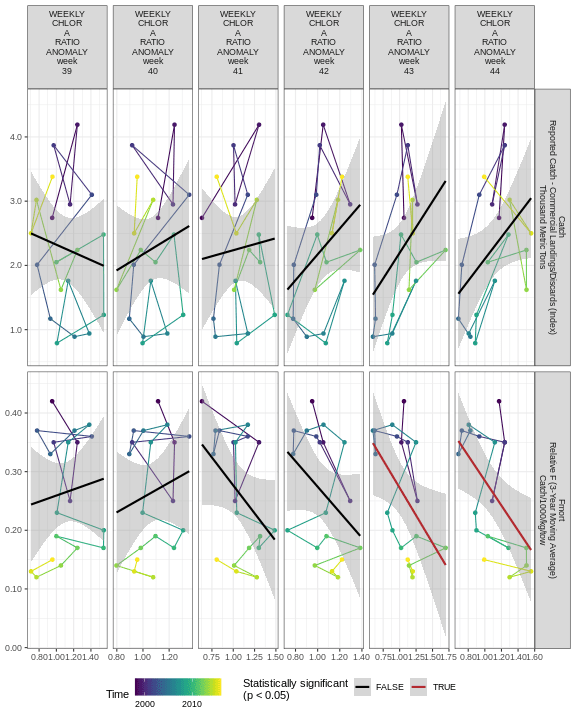 WEEKLY
CHLOR
A
RATIO
ANOMALY
week
39
WEEKLY
CHLOR
A
RATIO
ANOMALY
week
40
WEEKLY
CHLOR
A
RATIO
ANOMALY
week
41
WEEKLY
CHLOR
A
RATIO
ANOMALY
week
42
WEEKLY
CHLOR
A
RATIO
ANOMALY
week
43
WEEKLY
CHLOR
A
RATIO
ANOMALY
week
44
4.0
3.0
2.0
1.0
Catch
Reported Catch - Commercial Landings/Discards (Index)
Thousand Metric Tons
0.40
0.30
0.20
0.10
0.00
Fmort
Relative F (3-Year Moving Average)
Catch/1000/kg/tow
0.80 1.00 1.20 1.40
0.80 1.00 1.20
0.75 1.00 1.25 1.50
0.80 1.00 1.20 1.40
0.75 1.00 1.25 1.50 1.75
0.80 1.00 1.20 1.40 1.60
Time
2000 2010
Statistically significant
(p < 0.05)
FALSE
TRUE